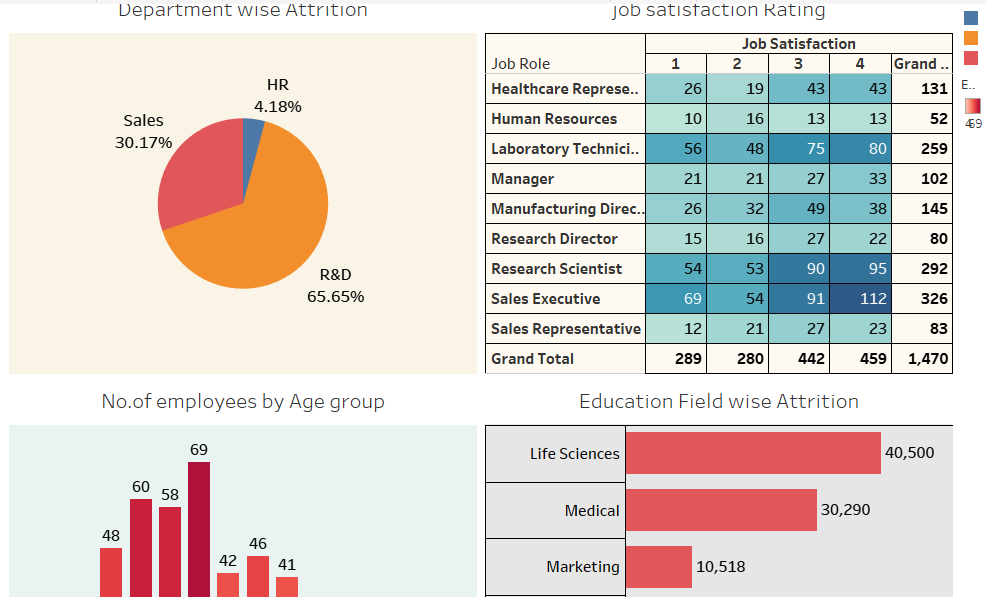 Department wise Attrition
HR
4.18%
Sales
30.17%
R&D
65.65%
Job satisfaction Rating
Job Satisfaction
Job Role 1 2 3 4 Grand ..
Healthcare Represe.. 26 19 43 43 131
Human Resources 10 16 13 13 52
Laboratory Technici.. 56 48 75 80 259
Manager 21 21 27 33 102
Manufacturing Direc.. 26 32 49 38 145
Research Director 15 16 27 22 80
Research Scientist 54 53 90 95 292
Sales Executive 69 54 91 112 326
Sales Representative 12 21 27 23 83
Grand Total 289 280 442 459 1,470
E..
No.of employees by Age group
48
60
58
69
42
46
41
Education Field wise Attrition
Life Sciences 40,500
Medical 30,290
Marketing 10,518